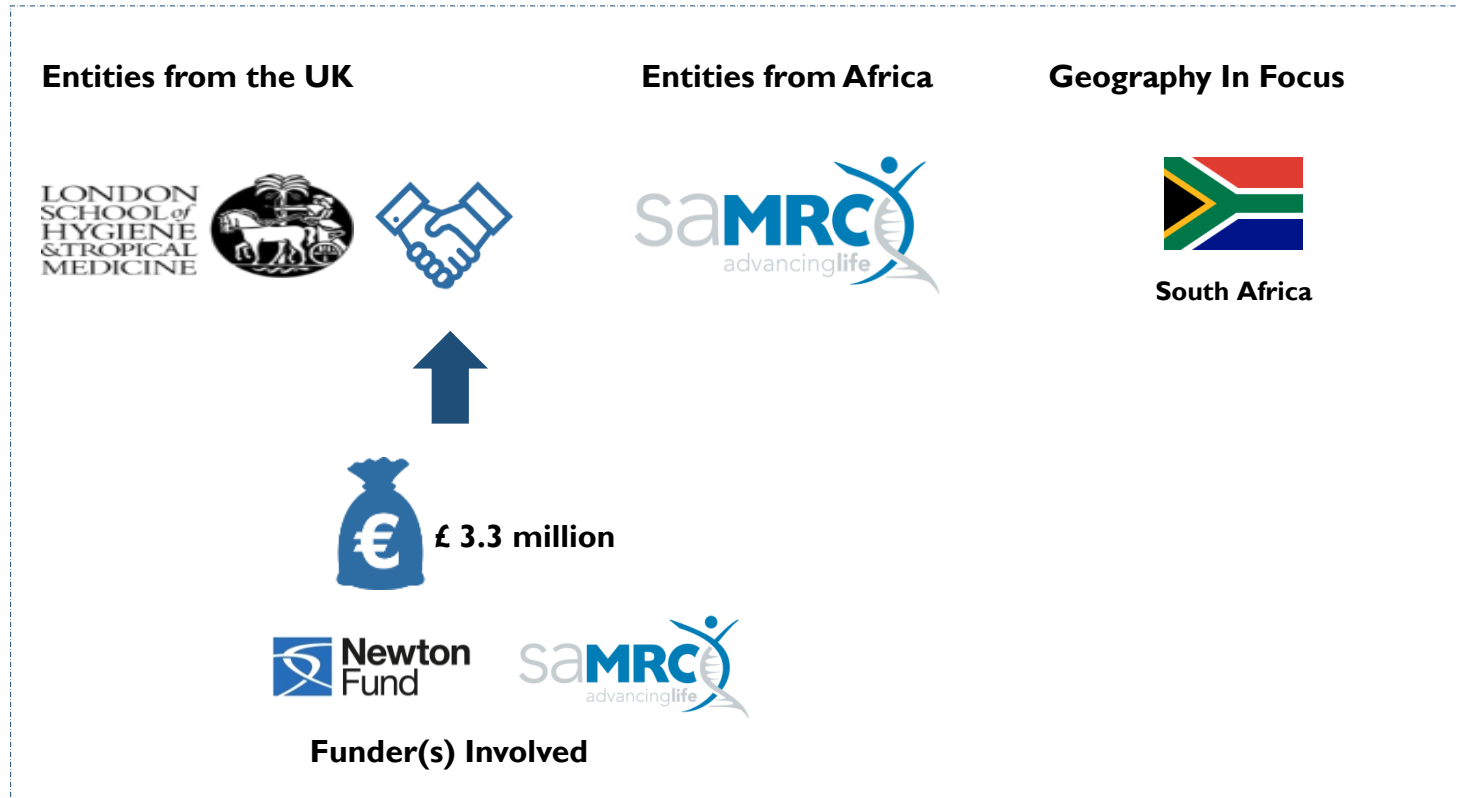 Entities from the UK
Entities from Africa
Geography In Focus
LONDON
SCHOOL of
HYGIENE
& TROPICAL
MEDICINE
saMRC
advancinglife
South Africa
€
£ 3.3 million
Newton
Fund
saMRC
advancinglife
Funder(s) Involved